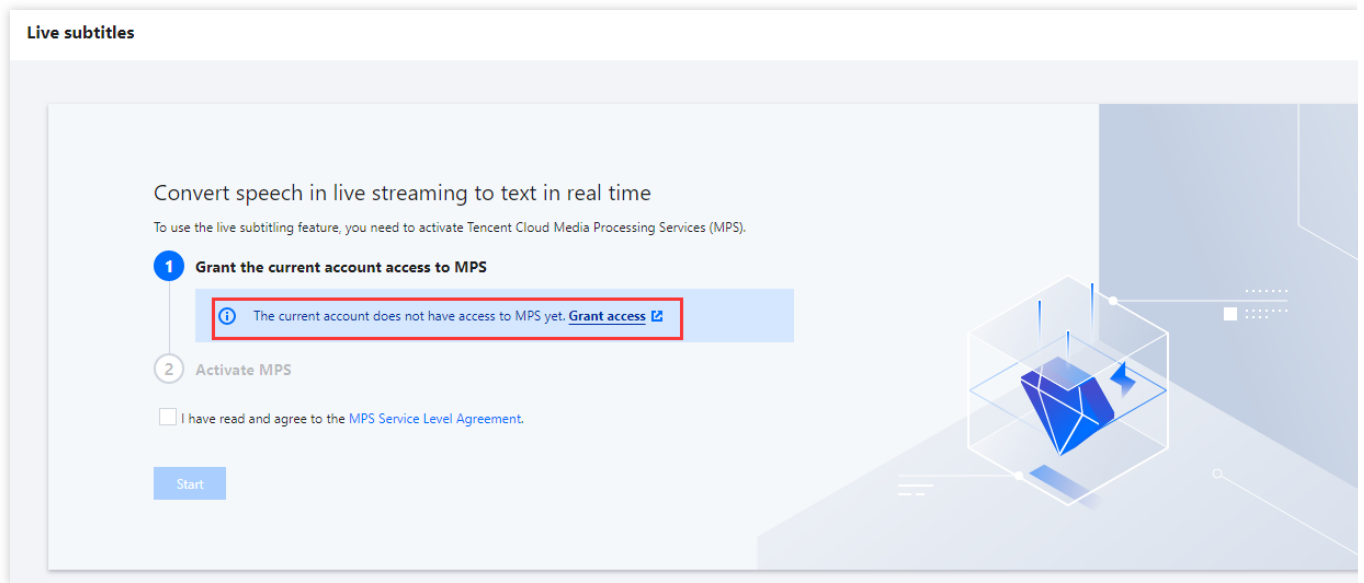 Live subtitles
Convert speech in live streaming to text in real time
To use the live subtitling feature, you need to activate Tencent Cloud Media Processing Services (MPS).
1 Grant the current account access to MPS
The current account does not have access to MPS yet. Grant access
2 Activate MPS
I have read and agree to the MPS Service Level Agreement.
Start